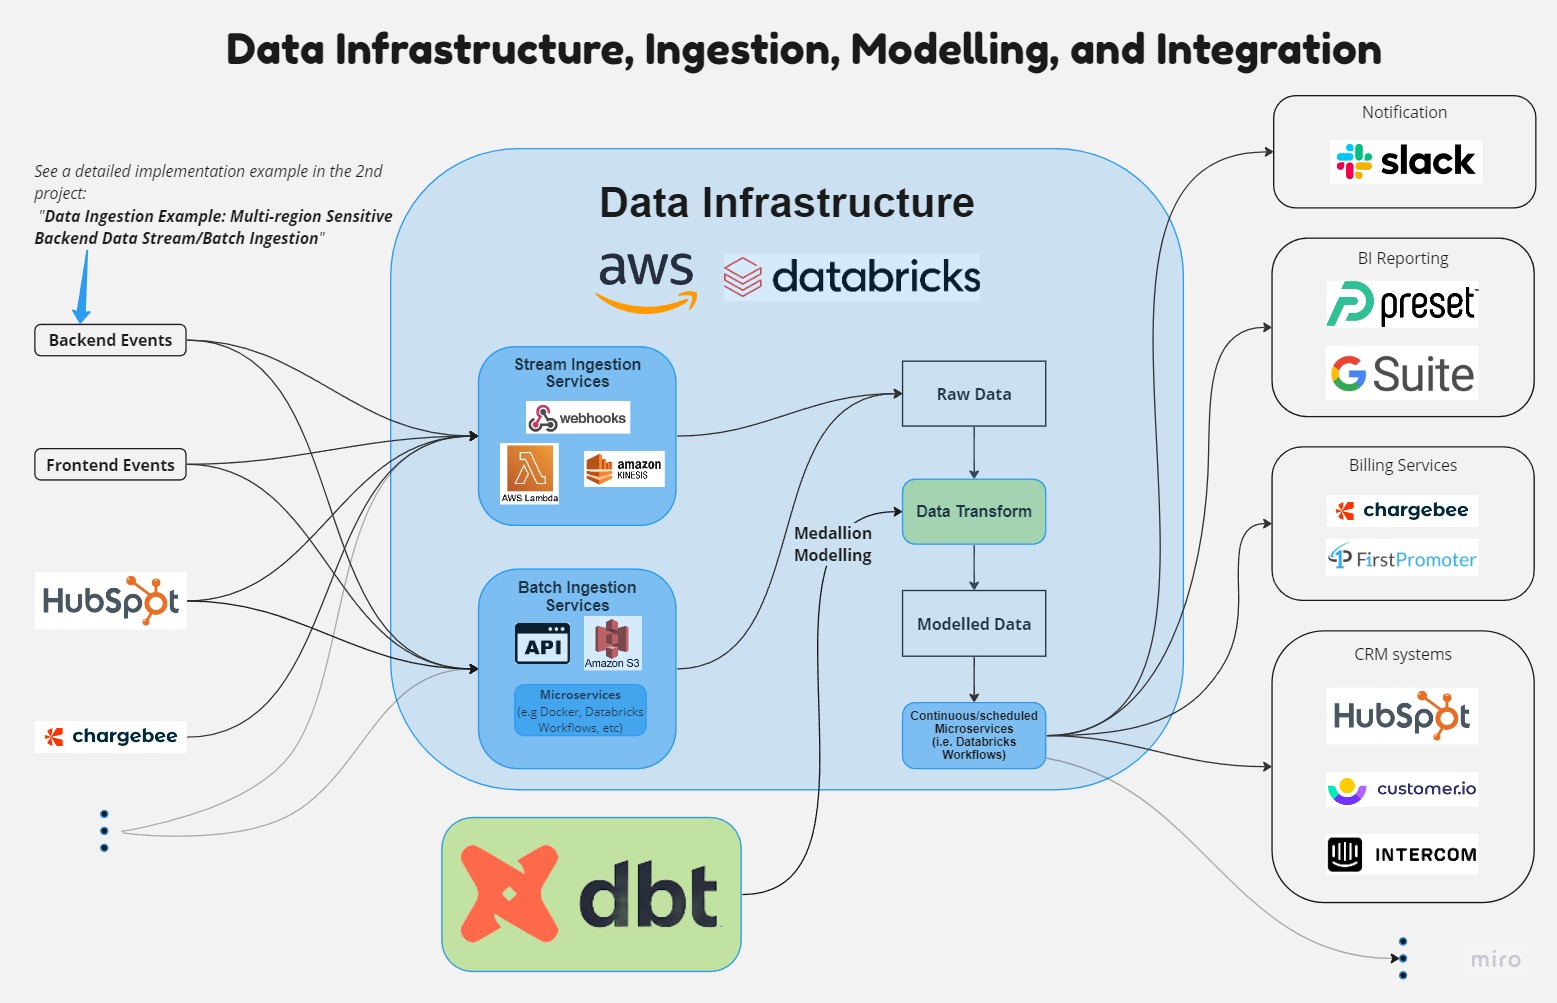 Data Infrastructure, Ingestion, Modelling, and Integration
See a detailed implementation example in the 2nd
project:
"Data Ingestion Example: Multi-region Sensitive
Backend Data Stream/Batch Ingestion"
Backend Events
Frontend Events
HubSpot
chargebee
Data Infrastructure
aws
databricks
Stream Ingestion
Services
webhooks
AWS Lambda
amazon
KINESIS
Batch Ingestion
Services
API
Amazon S3
Microservices
(e.g Docker, Databricks
Workflows, etc)
Medallion
Modelling
Raw Data
Data Transform
Modelled Data
Continuous/scheduled
Microservices
(i.e. Databricks
Workflows)
dbt
Notification
slack
BI Reporting
preset
G Suite
Billing Services
chargebee
FirstPromoter
CRM systems
HubSpot
customer.io
INTERCOM
miro